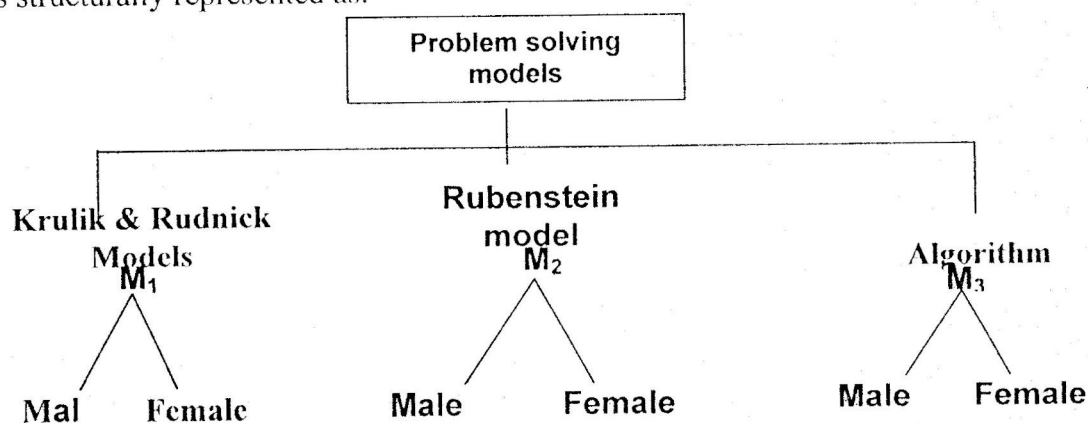 s structurally represented as:
Problem solving
models
Krulik & Rudnick
Models
M₁
Rubenstein
model
M₂
Algorithm
M₃
Mal Female
Male Female
Male Female